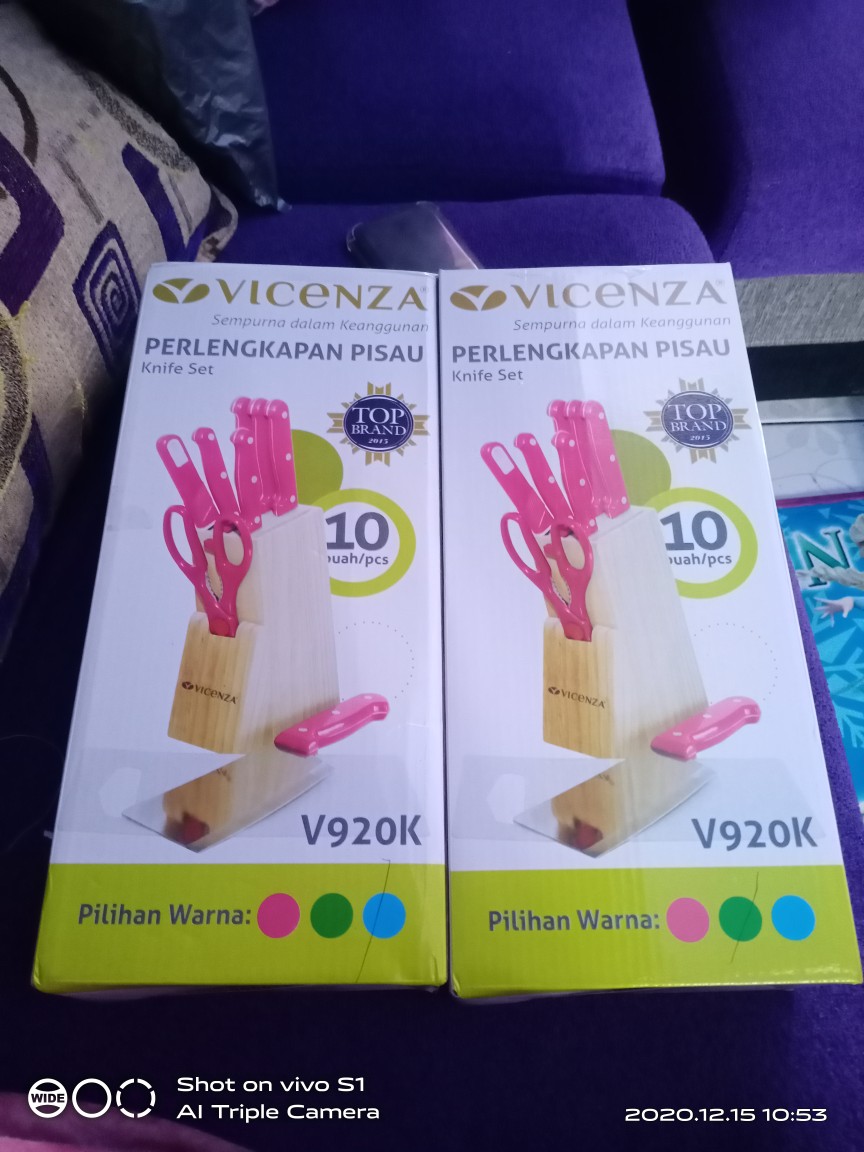 VICENZA
Sempurna dalam Keanggunan
PERLENGKAPAN PISAU
Knife Set
TOP
BRAND
2015
10
buah/pcs
VICENZA
V920K
Pilihan Warna:
VICENZA
Sempurna dalam Keanggunan
PERLENGKAPAN PISAU
Knife Set
TOP
BRAND
2015
10
buah/pcs
VICENZA
V920K
Pilihan Warna:
N
WIDE
Shot on vivo S1
AI Triple Camera
2020.12.15 10:53